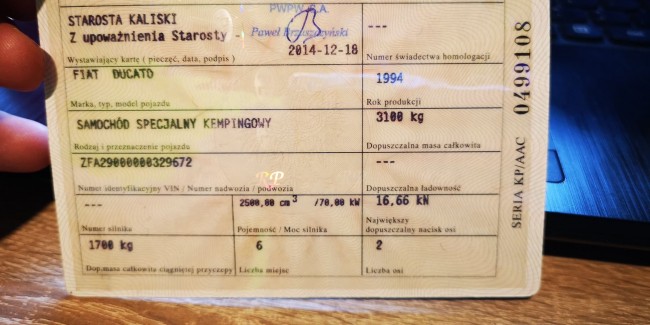 PWPW S.A.
STAROSTA KALISKI
Z upoważnienia Starosty -
Paweł
2014-12-18
---
Wystawiający kartę ( pieczęć, data, podpis )
Numer świadectwa homologacji
FIAT DUCATO
1994
Marka, typ, model pojazdu
Rok produkcji
SAMOCHÓD SPECJALNY KEMPINGOWY
3100 kg
Rodzaj i przeznaczenie pojazdu
Dopuszczalna masa całkowita
ZFA29000000329672
---
RP
Numer identyfikacyjny VIN / Numer nadwozia / podwozia
Dopuszczalna ładowność
---
2500,00 cm³ /70,00 kW
16,66 kN
Numer silnika
Pojemność / Moc silnika
Największy
dopuszczalny nacisk osi
1700 kg
6
2
Dop.masa całkowita ciągniętej przyczepy
Liczba miejsc
Liczba osi
SERIA KP/AAC 0499108